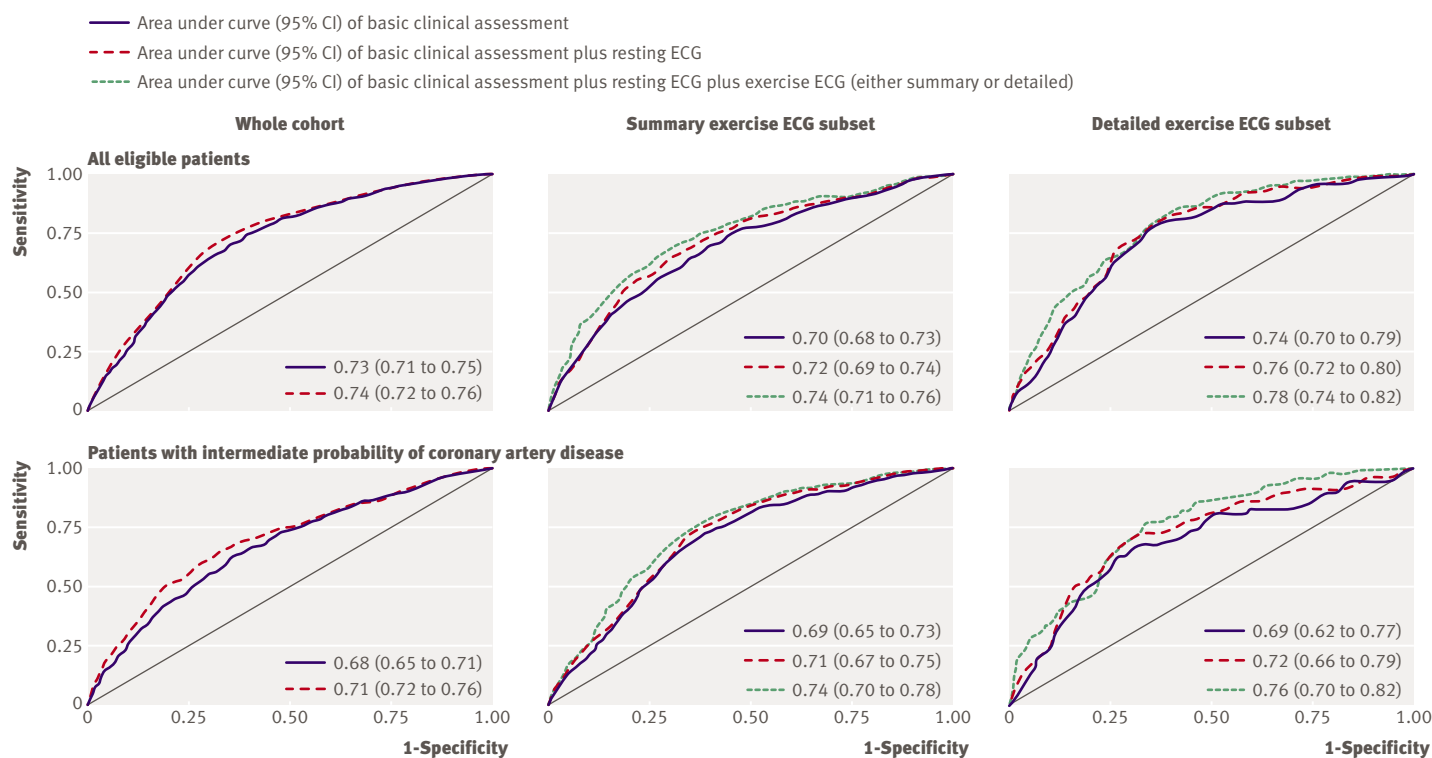 Area under curve (95% CI) of basic clinical assessment
Area under curve (95% CI) of basic clinical assessment plus resting ECG
Area under curve (95% CI) of basic clinical assessment plus resting ECG plus exercise ECG (either summary or detailed)
Whole cohort
Summary exercise ECG subset
Detailed exercise ECG subset
All eligible patients
Sensitivity
1.00
0.75
0.50
0.25
0
0.73 (0.71 to 0.75)
0.74 (0.72 to 0.76)
0.70 (0.68 to 0.73)
0.72 (0.69 to 0.74)
0.74 (0.71 to 0.76)
0.74 (0.70 to 0.79)
0.76 (0.72 to 0.80)
0.78 (0.74 to 0.82)
Patients with intermediate probability of coronary artery disease
Sensitivity
1.00
0.75
0.50
0.25
0
0.68 (0.65 to 0.71)
0.71 (0.72 to 0.76)
0.69 (0.65 to 0.73)
0.71 (0.67 to 0.75)
0.74 (0.70 to 0.78)
0.69 (0.62 to 0.77)
0.72 (0.66 to 0.79)
0.76 (0.70 to 0.82)
0 0.25 0.50 0.75 1.00
0 0.25 0.50 0.75 1.00
0 0.25 0.50 0.75 1.00
1-Specificity
1-Specificity
1-Specificity